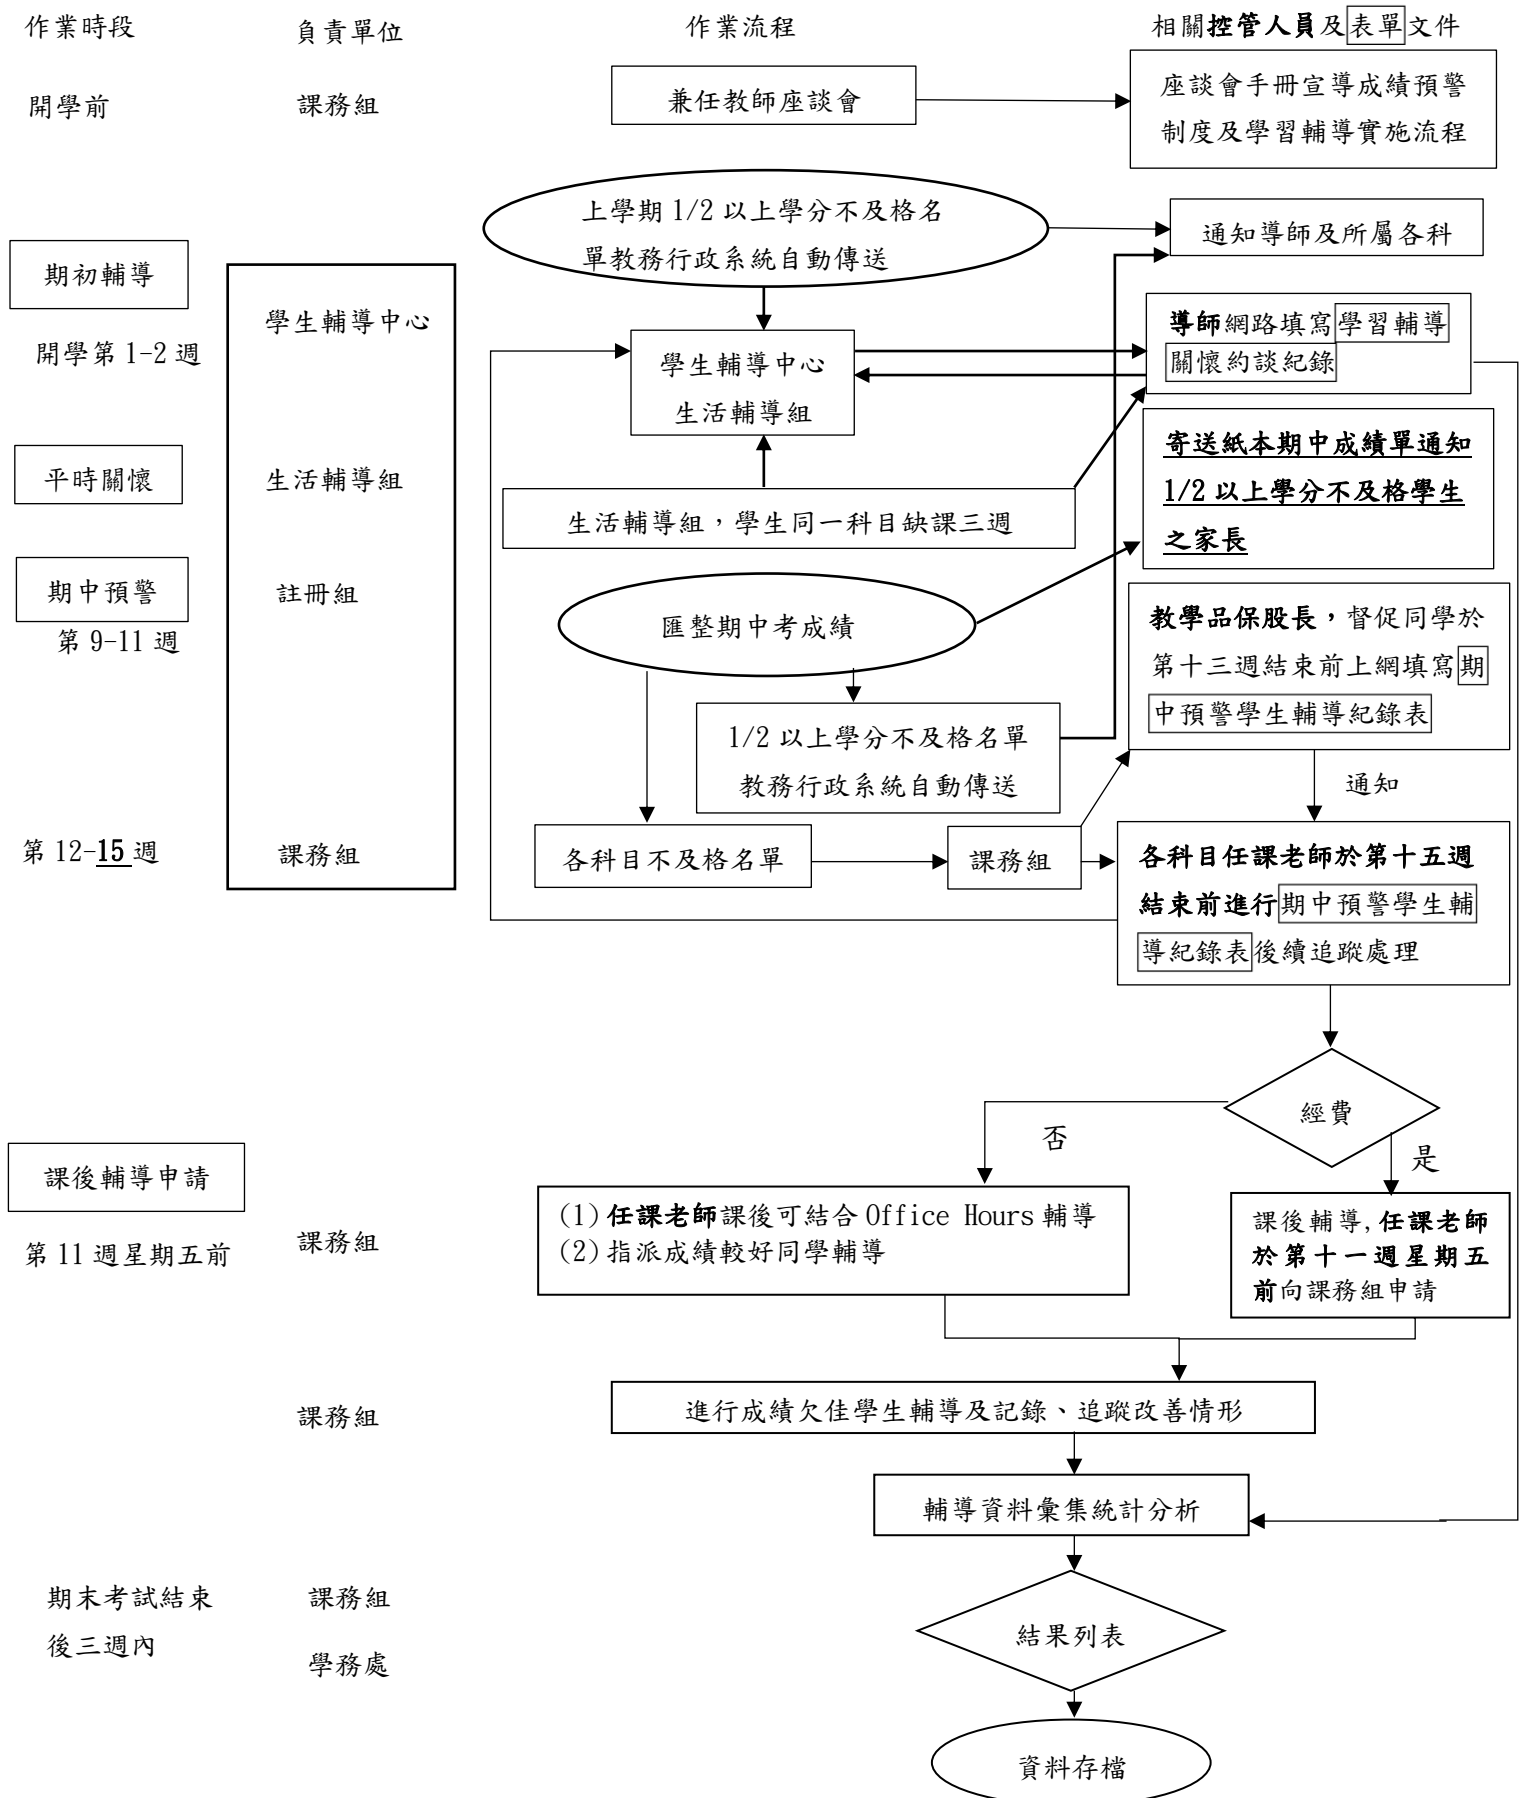 作業時段
負責單位
作業流程
相關控管人員及表單文件
開學前
課務組
兼任教師座談會
座談會手冊宣導成績預警
制度及學習輔導實施流程
上學期 1/2 以上學分不及格名
單教務行政系統自動傳送
通知導師及所屬各科
期初輔導
開學第 1-2 週
學生輔導中心
學生輔導中心
生活輔導組
導師網路填寫學習輔導
關懷約談紀錄
平時關懷
生活輔導組
生活輔導組，學生同一科目缺課三週
寄送紙本期中成績單通知
1/2 以上學分不及格學生
之家長
期中預警
第 9-11 週
註冊組
匯整期中考成績
教學品保股長，督促同學於
第十三週結束前上網填寫期
中預警學生輔導紀錄表
1/2 以上學分不及格名單
教務行政系統自動傳送
通知
第 12-15 週
課務組
各科目不及格名單
課務組
各科目任課老師於第十五週
結束前進行期中預警學生輔
導紀錄表後續追蹤處理
經費
否
是
課後輔導申請
第 11 週星期五前
課務組
(1)任課老師課後可結合 Office Hours 輔導
(2)指派成績較好同學輔導
課後輔導,任課老師
於第十一週星期五
前向課務組申請
課務組
進行成績欠佳學生輔導及記錄、追蹤改善情形
輔導資料彙集統計分析
期末考試結束
後三週內
課務組
學務處
結果列表
資料存檔